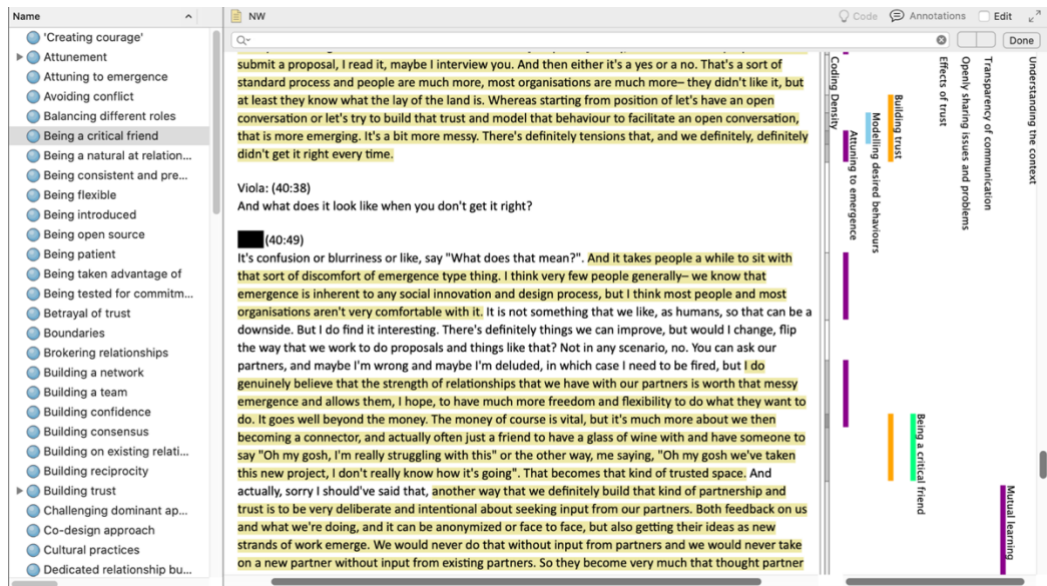 Name
NW
Code
Annotations
Edit
Done
'Creating courage'
Attunement
Attuning to emergence
Avoiding conflict
Balancing different roles
Being a critical friend
Being a natural at relation...
Being consistent and pre...
Being flexible
Being introduced
Being open source
Being patient
Being taken advantage of
Being tested for commitm...
Betrayal of trust
Boundaries
Brokering relationships
Building a network
Building a team
Building confidence
Building consensus
Building on existing relati...
Building reciprocity
Building trust
Challenging dominant ap...
Co-design approach
Cultural practices
Dedicated relationship bu...
submit a proposal, I read it, maybe I interview you. And then either it's a yes or a no. That's a sort of
standard process and people are much more, most organisations are much more– they didn't like it, but
at least they know what the lay of the land is. Whereas starting from position of let's have an open
conversation or let's try to build that trust and model that behaviour to facilitate an open conversation,
that is more emerging. It's a bit more messy. There's definitely tensions that, and we definitely, definitely
didn't get it right every time.
Viola: (40:38)
And what does it look like when you don't get it right?
(40:49)
It's confusion or blurriness or like, say "What does that mean?". And it takes people a while to sit with
that sort of discomfort of emergence type thing. I think very few people generally– we know that
emergence is inherent to any social innovation and design process, but I think most people and most
organisations aren't very comfortable with it. It is not something that we like, as humans, so that can be a
downside. But I do find it interesting. There's definitely things we can improve, but would I change, flip
the way that we work to do proposals and things like that? Not in any scenario, no. You can ask our
partners, and maybe I'm wrong and maybe I'm deluded, in which case I need to be fired, but I do
genuinely believe that the strength of relationships that we have with our partners is worth that messy
emergence and allows them, I hope, to have much more freedom and flexibility to do what they want to
do. It goes well beyond the money. The money of course is vital, but it's much more about we then
becoming a connector, and actually often just a friend to have a glass of wine with and have someone to
say "Oh my gosh, I'm really struggling with this" or the other way, me saying, "Oh my gosh we've taken
this new project, I don't really know how it's going". That becomes that kind of trusted space. And
actually, sorry I should've said that, another way that we definitely build that kind of partnership and
trust is to be very deliberate and intentional about seeking input from our partners. Both feedback on us
and what we're doing, and it can be anonymized or face to face, but also getting their ideas as new
strands of work emerge. We would never do that without input from partners and we would never take
on a new partner without input from existing partners. So they become very much that thought partner
Coding Density
Attuning to emergence
Modelling desired behaviours
Building trust
Being a critical friend
Effects of trust
Openly sharing issues and problems
Transparency of communication
Mutual learning
Understanding the context